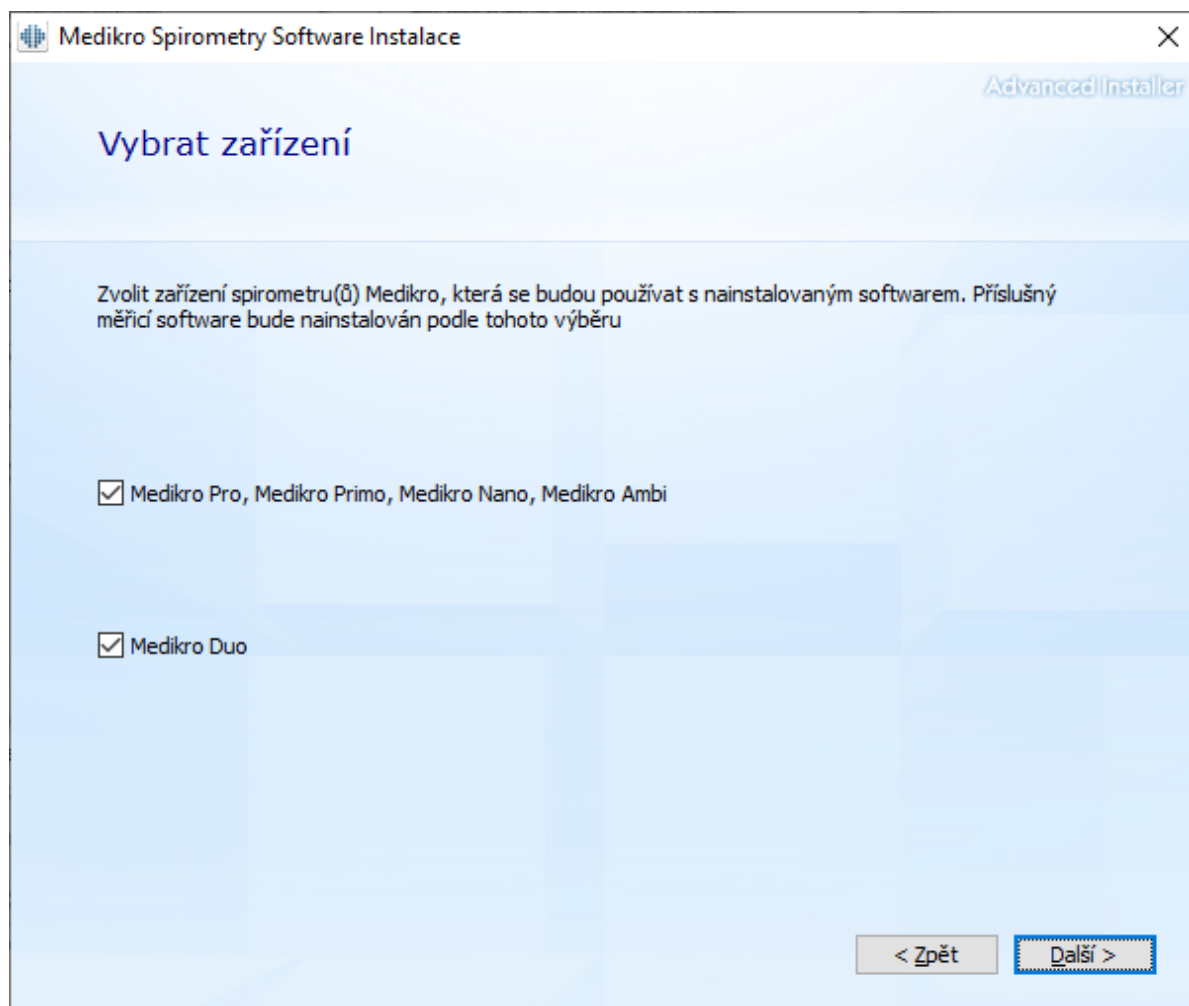 Medikro Spirometry Software Instalace
Advanced Installer
Vybrat zařízení
Zvolit zařízení spirometru(ů) Medikro, která se budou používat s nainstalovaným softwarem. Příslušný
měřicí software bude nainstalován podle tohoto výběru
Medikro Pro, Medikro Primo, Medikro Nano, Medikro Ambi
Medikro Duo
< Zpět
Další >